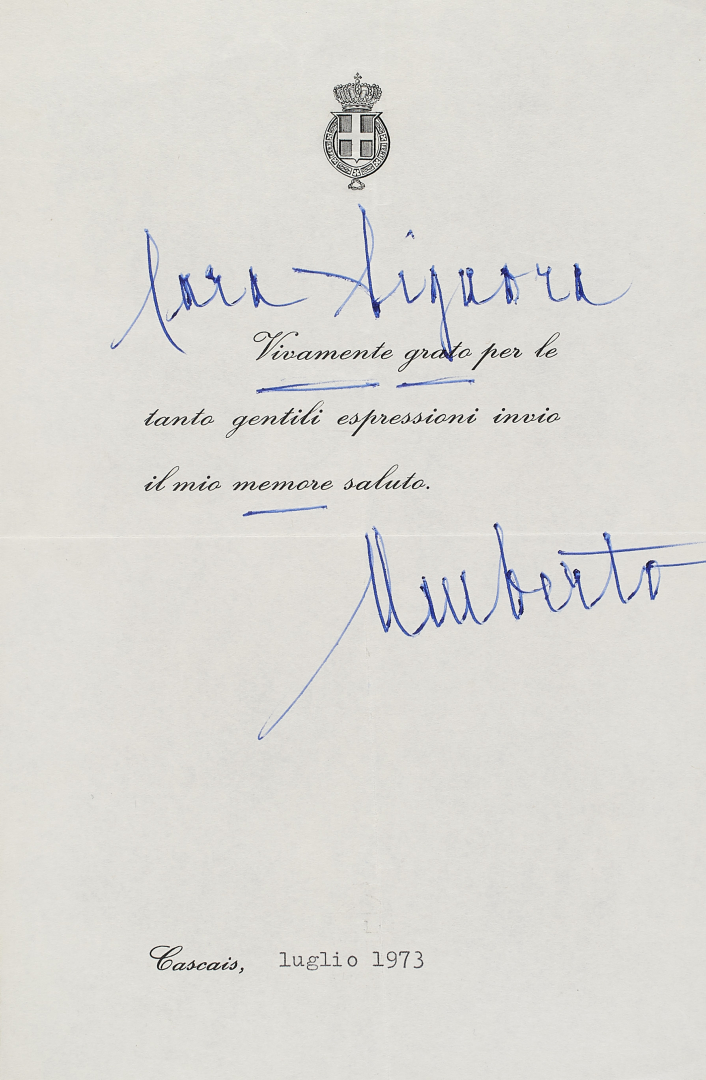 Cara Signora
Vivamente grato per le
tanto gentili espressioni invio
il mio memore saluto.
Umberto
Cascais, luglio 1973